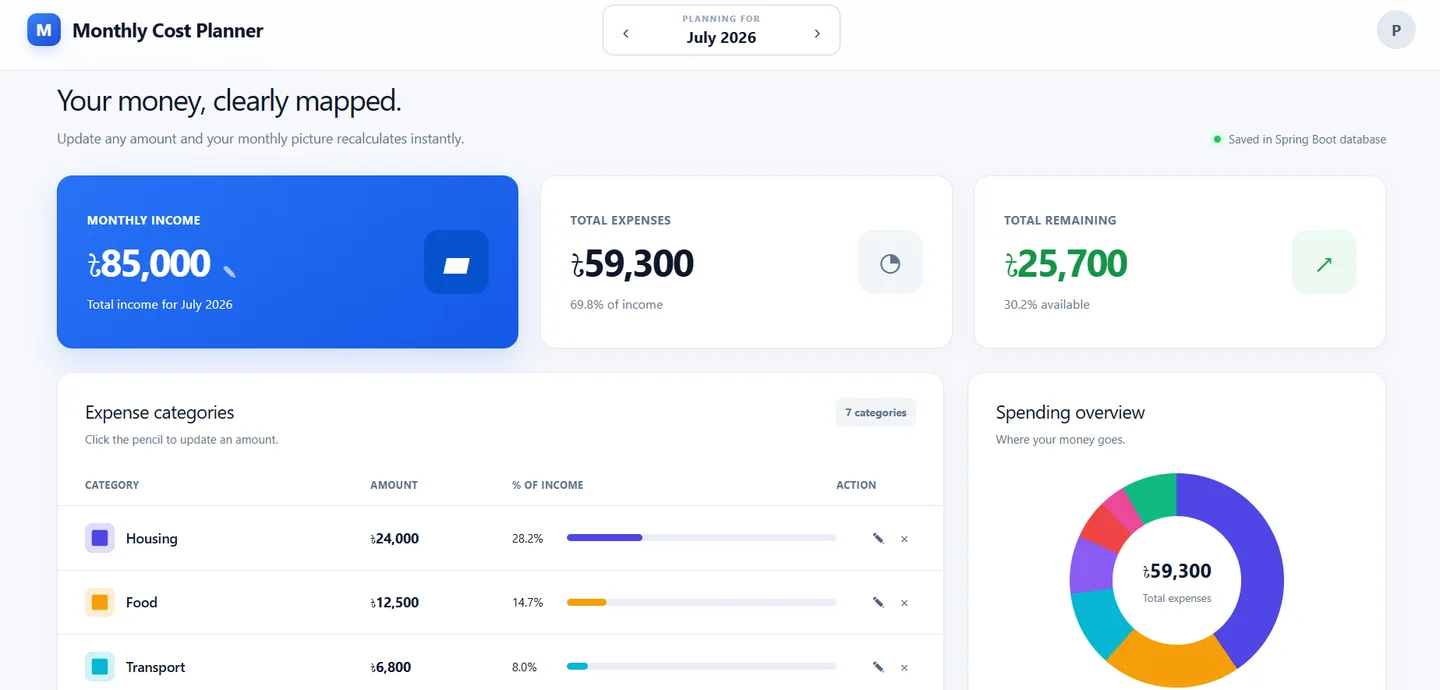 M Monthly Cost Planner
PLANNING FOR
‹ July 2026 ›
P
Your money, clearly mapped.
Update any amount and your monthly picture recalculates instantly.
Saved in Spring Boot database
MONTHLY INCOME
৳85,000
Total income for July 2026
TOTAL EXPENSES
৳59,300
69.8% of income
TOTAL REMAINING
৳25,700
30.2% available
Expense categories
7 categories
Click the pencil to update an amount.
CATEGORY AMOUNT % OF INCOME ACTION
Housing ৳24,000 28.2% ×
Food ৳12,500 14.7% ×
Transport ৳6,800 8.0% ×
Spending overview
Where your money goes.
৳59,300
Total expenses